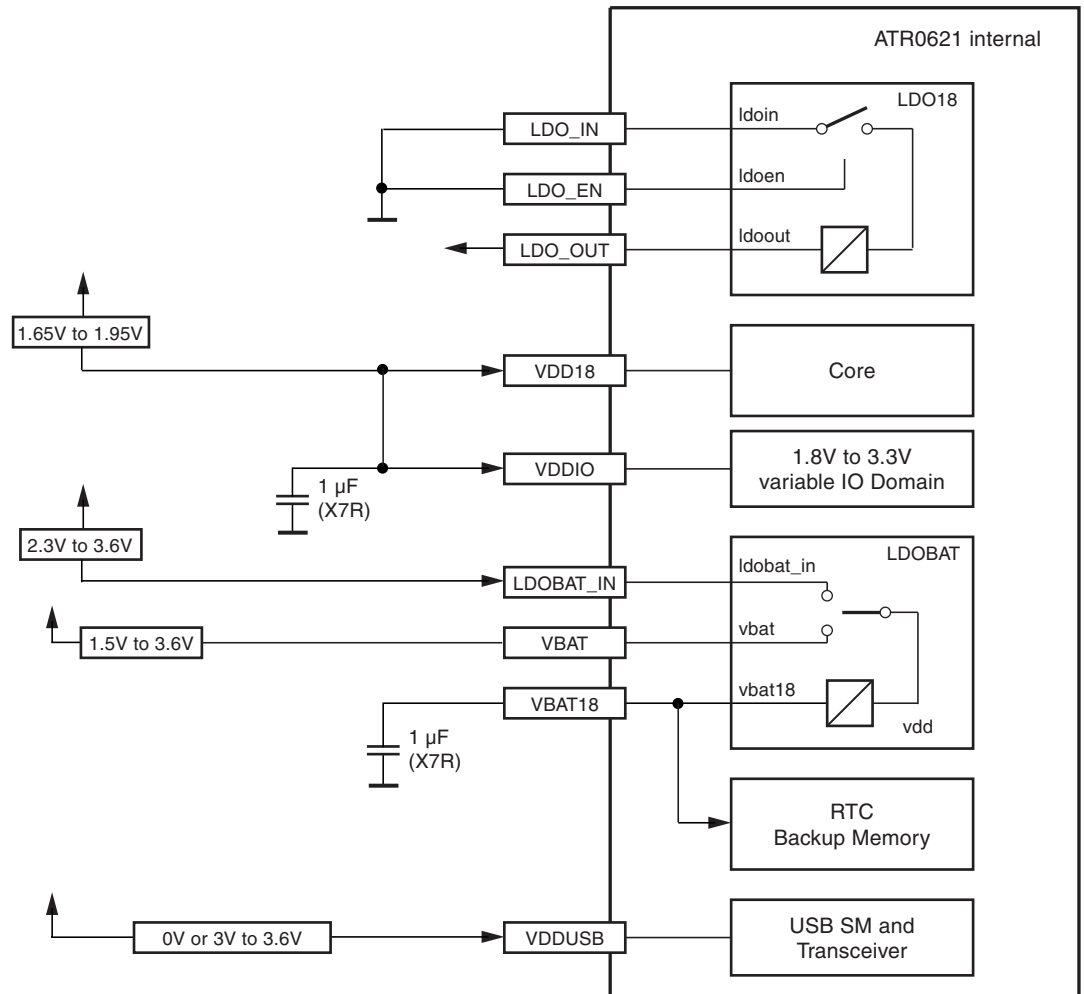 ATR0621 internal
LDO18
LDO_IN
ldoin
LDO_EN
ldoen
LDO_OUT
ldoout
1.65V to 1.95V
VDD18
Core
VDDIO
1.8V to 3.3V
variable IO Domain
1 µF
(X7R)
2.3V to 3.6V
LDOBAT
LDOBAT_IN
ldobat_in
1.5V to 3.6V
VBAT
vbat
VBAT18
vbat18
vdd
1 µF
(X7R)
RTC
Backup Memory
0V or 3V to 3.6V
VDDUSB
USB SM and
Transceiver